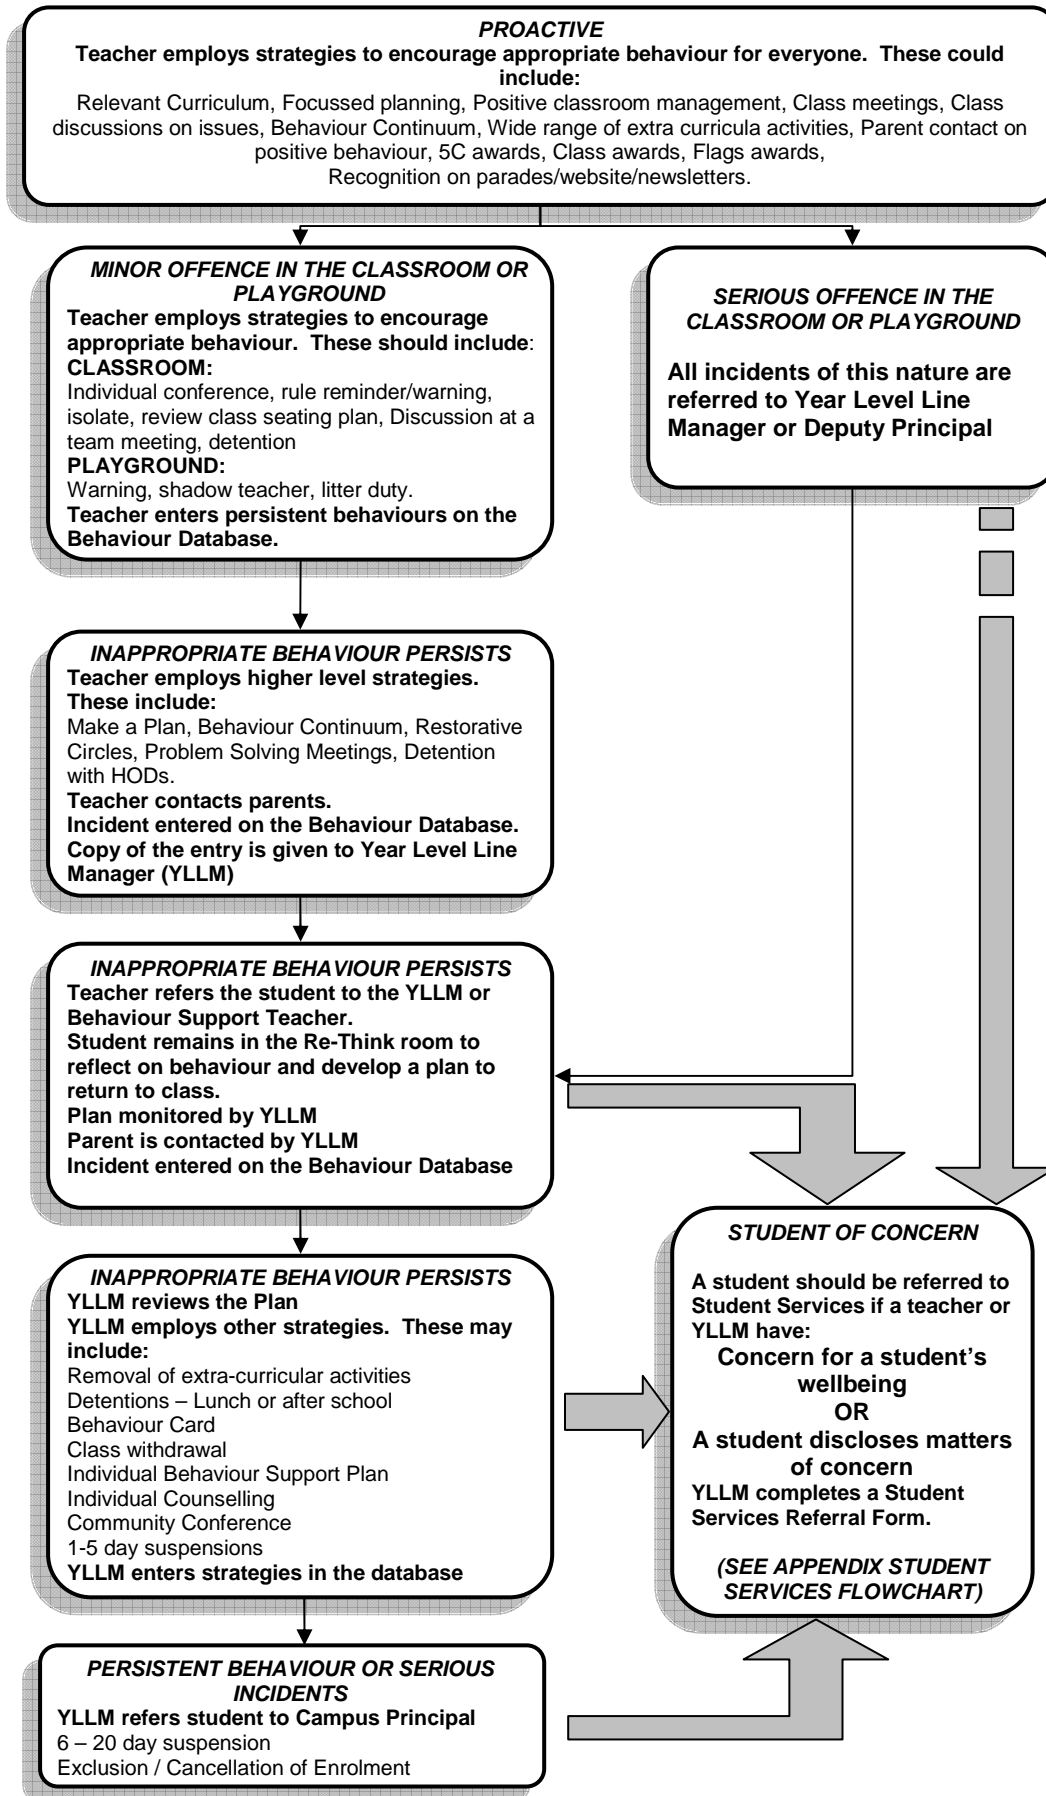 PROACTIVE
Teacher employs strategies to encourage appropriate behaviour for everyone.  These could
include:
Relevant Curriculum, Focussed planning, Positive classroom management, Class meetings, Class
discussions on issues, Behaviour Continuum, Wide range of extra curricula activities, Parent contact on
positive behaviour, 5C awards, Class awards, Flags awards,
Recognition on parades/website/newsletters.
MINOR OFFENCE IN THE CLASSROOM OR
PLAYGROUND
Teacher employs strategies to encourage
appropriate behaviour.  These should include:
CLASSROOM:
Individual conference, rule reminder/warning,
isolate, review class seating plan, Discussion at a
team meeting, detention
PLAYGROUND:
Warning, shadow teacher, litter duty.
Teacher enters persistent behaviours on the
Behaviour Database.
SERIOUS OFFENCE IN THE
CLASSROOM OR PLAYGROUND
All incidents of this nature are
referred to Year Level Line
Manager or Deputy Principal
INAPPROPRIATE BEHAVIOUR PERSISTS
Teacher employs higher level strategies.
These include:
Make a Plan, Behaviour Continuum, Restorative
Circles, Problem Solving Meetings, Detention
with HODs.
Teacher contacts parents.
Incident entered on the Behaviour Database.
Copy of the entry is given to Year Level Line
Manager (YLLM)
INAPPROPRIATE BEHAVIOUR PERSISTS
Teacher refers the student to the YLLM or
Behaviour Support Teacher.
Student remains in the Re-Think room to
reflect on behaviour and develop a plan to
return to class.
Plan monitored by YLLM
Parent is contacted by YLLM
Incident entered on the Behaviour Database
INAPPROPRIATE BEHAVIOUR PERSISTS
YLLM reviews the Plan
YLLM employs other strategies.  These may
include:
Removal of extra-curricular activities
Detentions – Lunch or after school
Behaviour Card
Class withdrawal
Individual Behaviour Support Plan
Individual Counselling
Community Conference
1-5 day suspensions
YLLM enters strategies in the database
STUDENT OF CONCERN
A student should be referred to
Student Services if a teacher or
YLLM have:
Concern for a student’s
wellbeing
OR
A student discloses matters
of concern
YLLM completes a Student
Services Referral Form.
(SEE APPENDIX STUDENT
SERVICES FLOWCHART)
PERSISTENT BEHAVIOUR OR SERIOUS
INCIDENTS
YLLM refers student to Campus Principal
6 – 20 day suspension
Exclusion / Cancellation of Enrolment